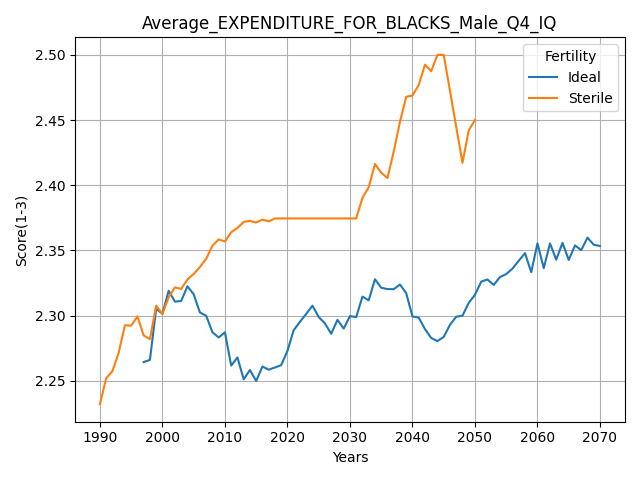 Average_EXPENDITURE_FOR_BLACKS_Male_Q4_IQ
Fertility
Ideal
Sterile
Score(1-3)
2.50
2.45
2.40
2.35
2.30
2.25
1990 2000 2010 2020 2030 2040 2050 2060 2070
Years